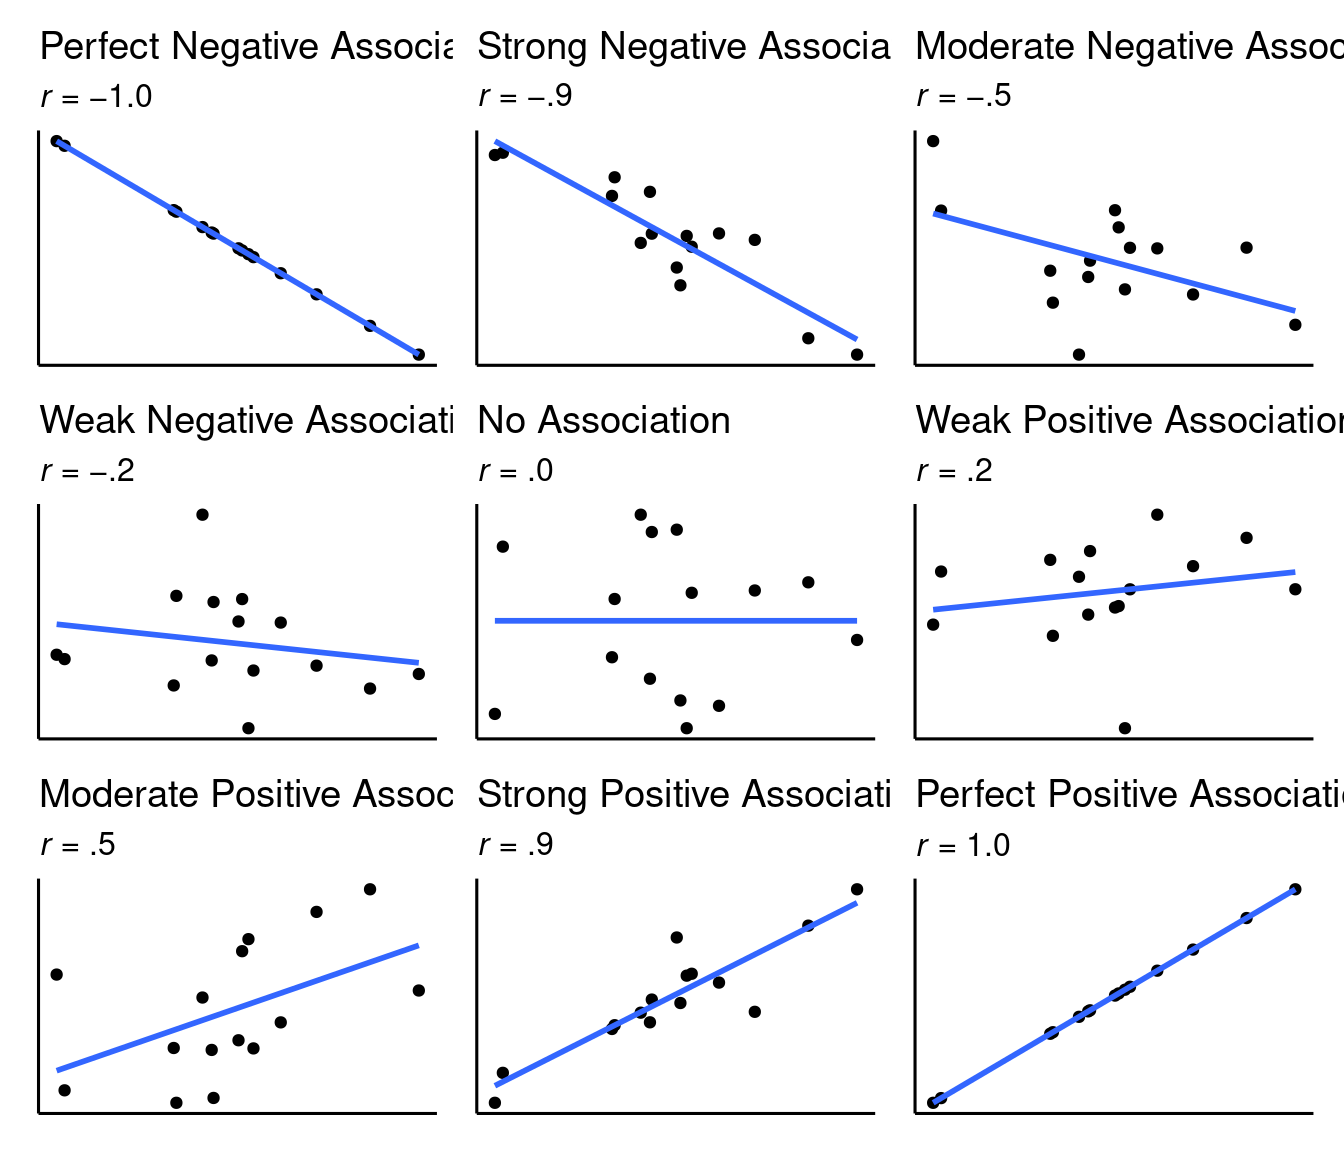 Perfect Negative Associa
r = −1.0
Strong Negative Associa
r = −.9
Moderate Negative Assoc
r = −.5
Weak Negative Associati
r = −.2
No Association
r = .0
Weak Positive Association
r = .2
Moderate Positive Assoc
r = .5
Strong Positive Associati
r = .9
Perfect Positive Associatio
r = 1.0